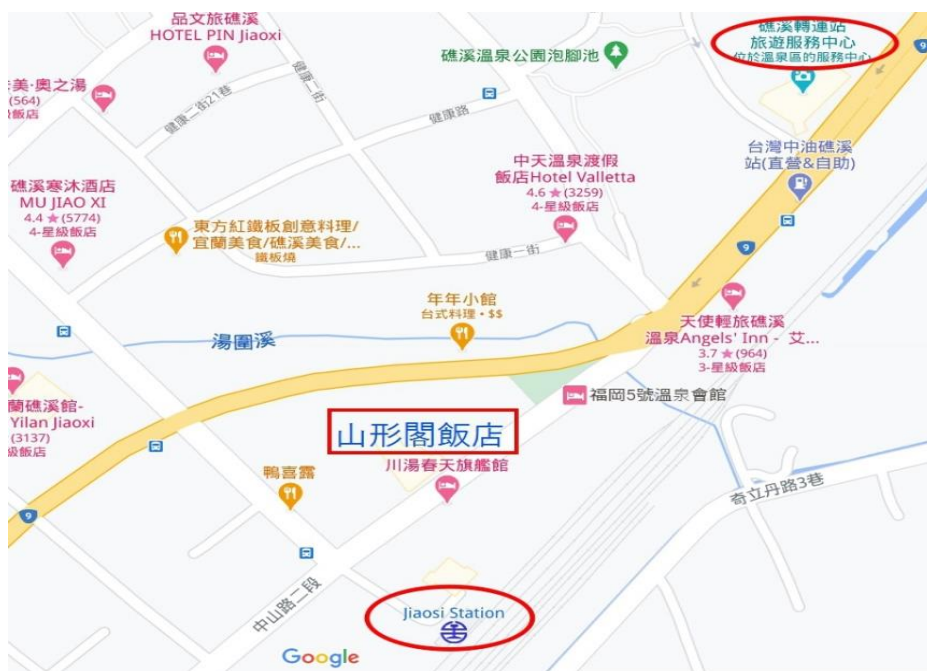 品文旅礁溪
HOTEL PIN Jiaoxi
礁溪轉運站
旅遊服務中心
位於溫泉區的服務中心
礁溪溫泉公園泡腳池
美·奧之湯
(564)
級飯店
健康二街21巷
健康二街
健康路
台灣中油礁溪
站(直營&自助)
中天溫泉渡假
飯店Hotel Valletta
4.6 ★ (3259)
4-星級飯店
礁溪寒沐酒店
MU JIAO XI
4.4 ★ (5774)
4-星級飯店
東方紅鐵板創意料理/
宜蘭美食/礁溪美食/...
鐵板燒
健康一街
9
年年小館
台式料理・$$
湯圍溪
天使輕旅礁溪
溫泉Angels' Inn - 艾...
3.7 ★ (964)
3-星級飯店
福岡5號溫泉會館
蘭礁溪館-
Yilan Jiaoxi
(3137)
級飯店
山形閣飯店
川湯春天旗艦館
鴨喜露
奇立丹路3巷
9
中山路二段
Jiaosi Station
Google